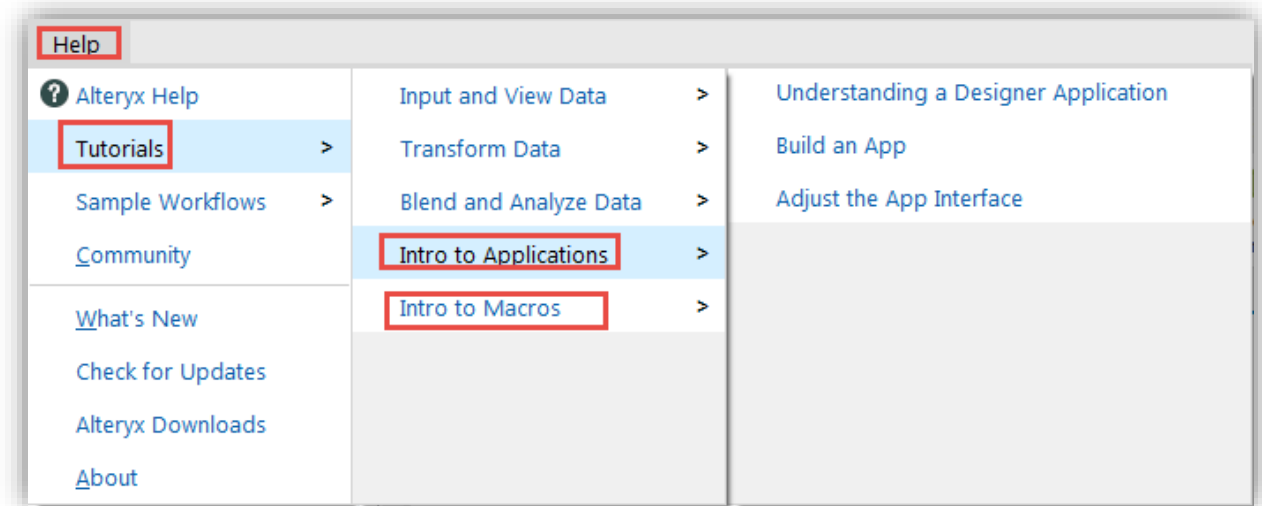 Help
Alteryx Help
Tutorials >
Sample Workflows >
Community
What's New
Check for Updates
Alteryx Downloads
About
Input and View Data >
Transform Data >
Blend and Analyze Data >
Intro to Applications >
Intro to Macros >
Understanding a Designer Application
Build an App
Adjust the App Interface